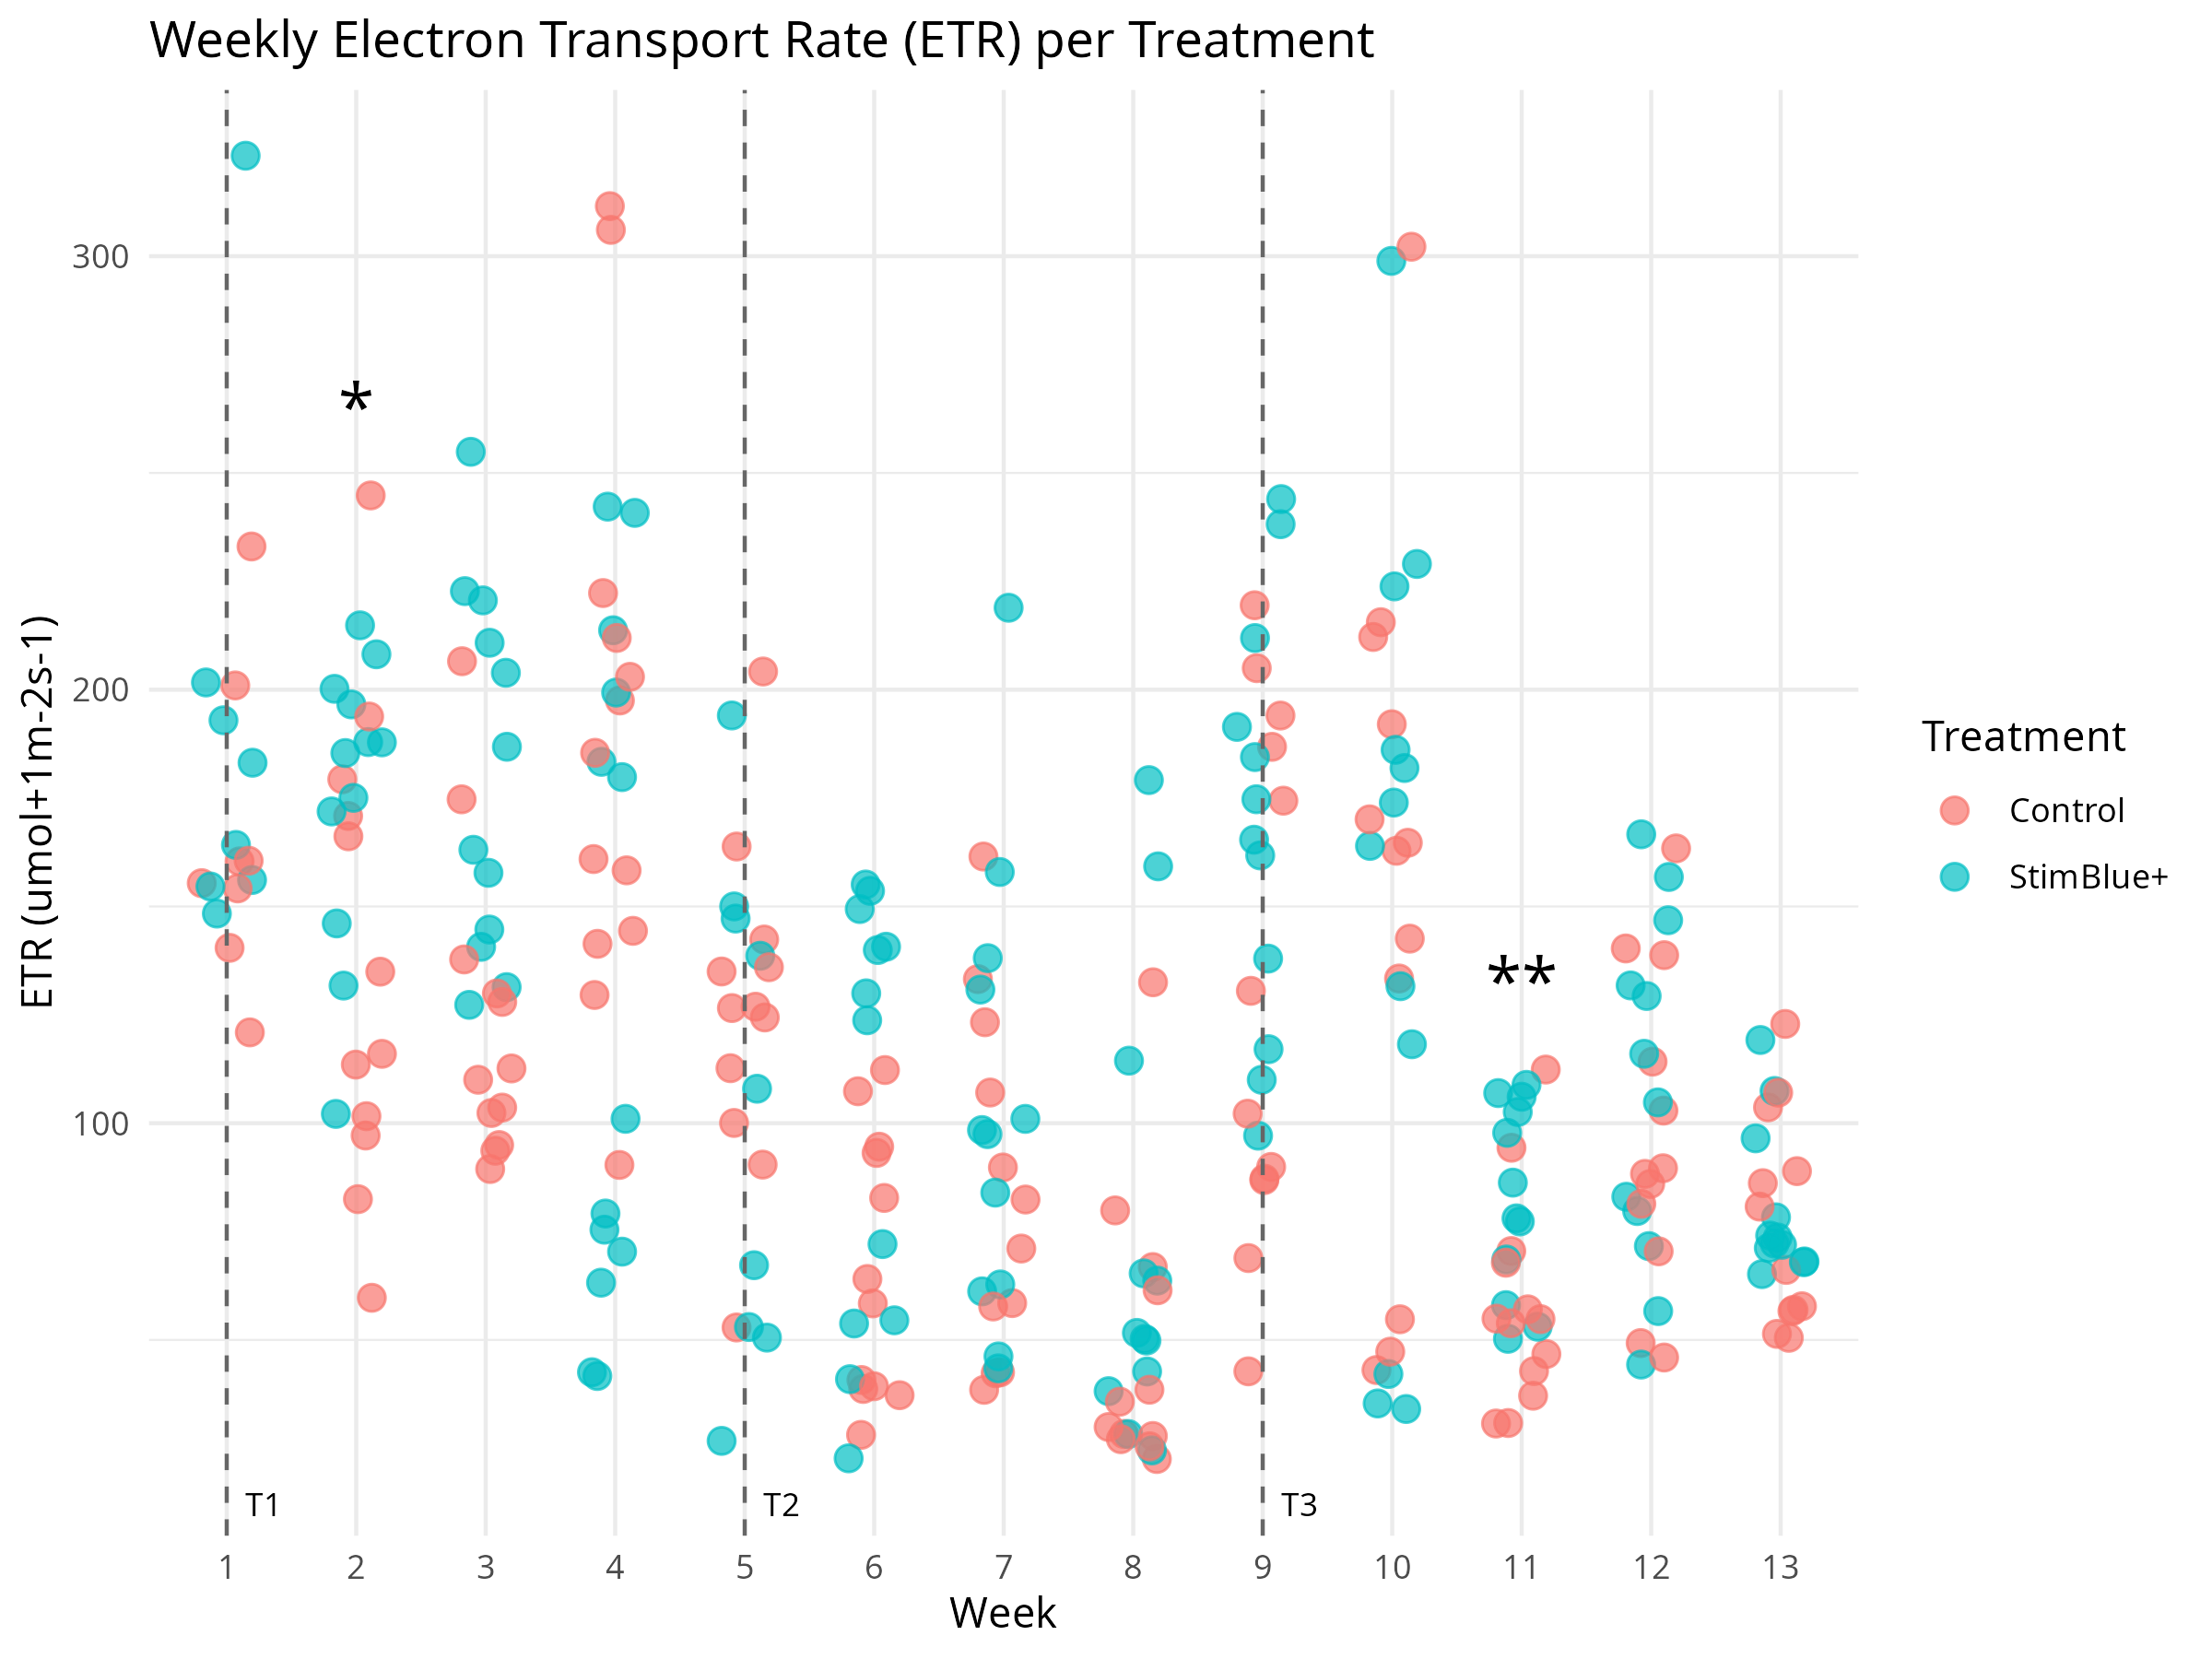 Weekly Electron Transport Rate (ETR) per Treatment
ETR (umol+1m-2s-1)
300
200
100
*
**
T1
T2
T3
1 2 3 4 5 6 7 8 9 10 11 12 13
Week
Treatment
Control
StimBlue+